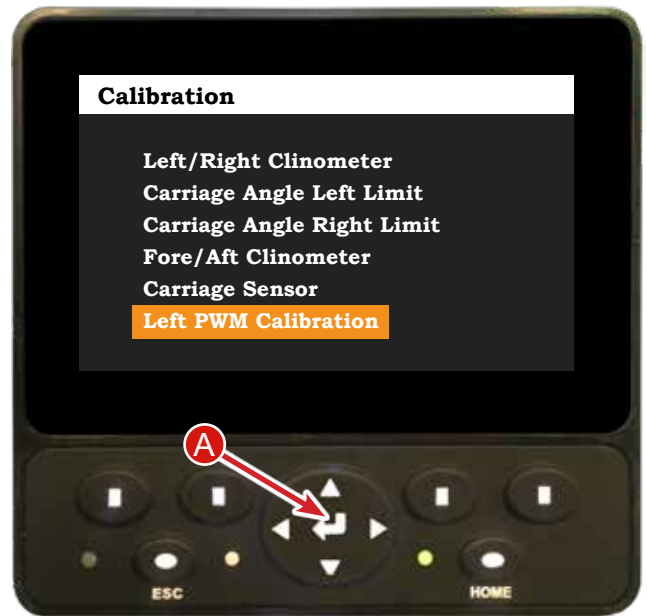 Calibration
Left/Right Clinometer
Carriage Angle Left Limit
Carriage Angle Right Limit
Fore/Aft Clinometer
Carriage Sensor
Left PWM Calibration
A
ESC
HOME